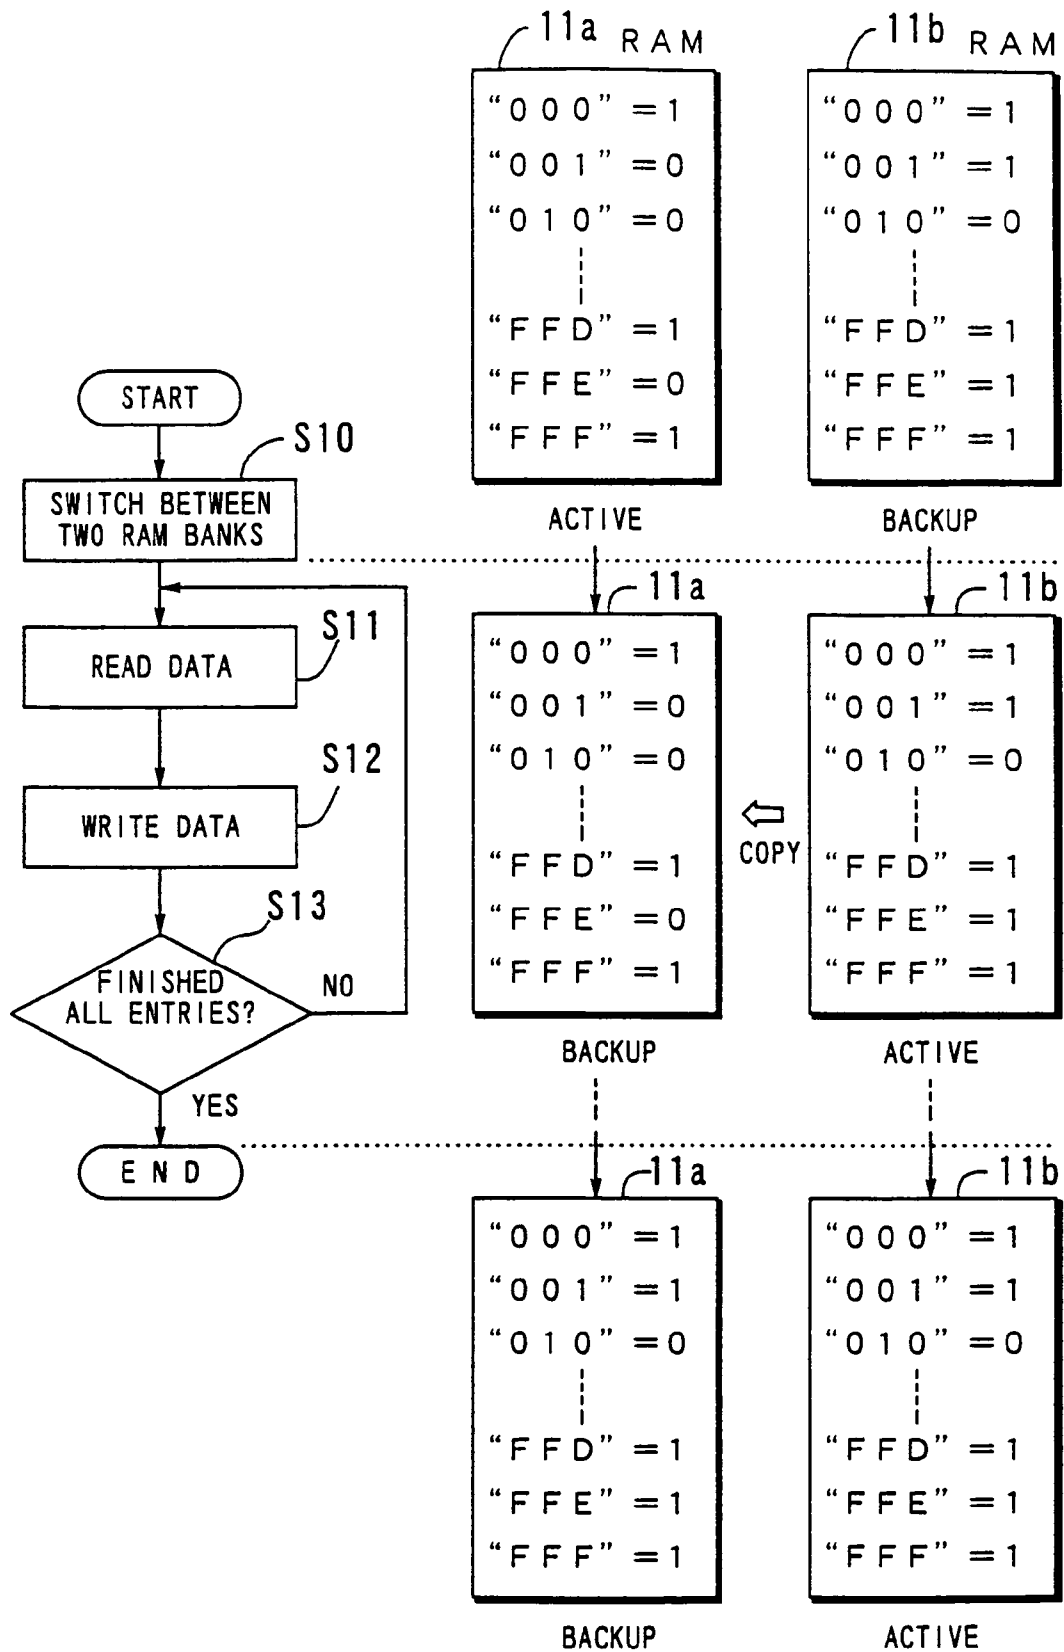 11a RAM
"000" =1
"001" =0
"010" =0
"FFD" =1
"FFE" =0
"FFF" =1
ACTIVE
11b RAM
"000" =1
"001" =1
"010" =0
"FFD" =1
"FFE" =1
"FFF" =1
BACKUP
START
S10
SWITCH BETWEEN
TWO RAM BANKS
S11
READ DATA
S12
WRITE DATA
S13
FINISHED
ALL ENTRIES?
NO
YES
END
11a
"000" =1
"001" =0
"010" =0
"FFD" =1
"FFE" =0
"FFF" =1
BACKUP
COPY
11b
"000" =1
"001" =1
"010" =0
"FFD" =1
"FFE" =1
"FFF" =1
ACTIVE
11a
"000" =1
"001" =1
"010" =0
"FFD" =1
"FFE" =1
"FFF" =1
BACKUP
11b
"000" =1
"001" =1
"010" =0
"FFD" =1
"FFE" =1
"FFF" =1
ACTIVE